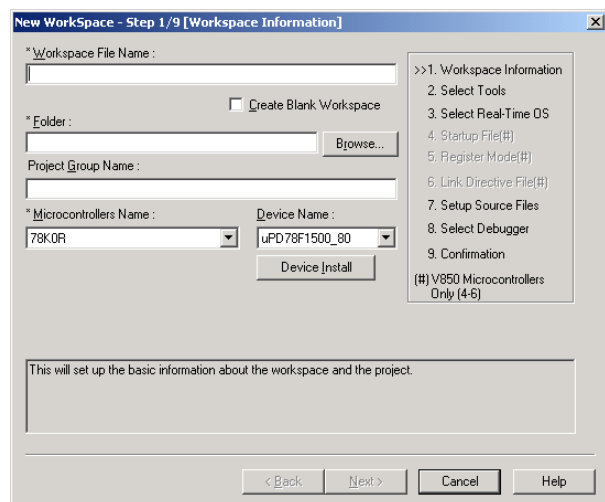 New WorkSpace - Step 1/9 [Workspace Information]
* Workspace File Name :
Create Blank Workspace
* Folder :
Browse...
Project Group Name :
* Microcontrollers Name :
Device Name :
78K0R
uPD78F1500_80
Device Install
>>1. Workspace Information
2. Select Tools
3. Select Real-Time OS
4. Startup File(#)
5. Register Mode(#)
6. Link Directive File(#)
7. Setup Source Files
8. Select Debugger
9. Confirmation
(#) V850 Microcontrollers
Only (4-6)
This will set up the basic information about the workspace and the project.
< Back
Next >
Cancel
Help